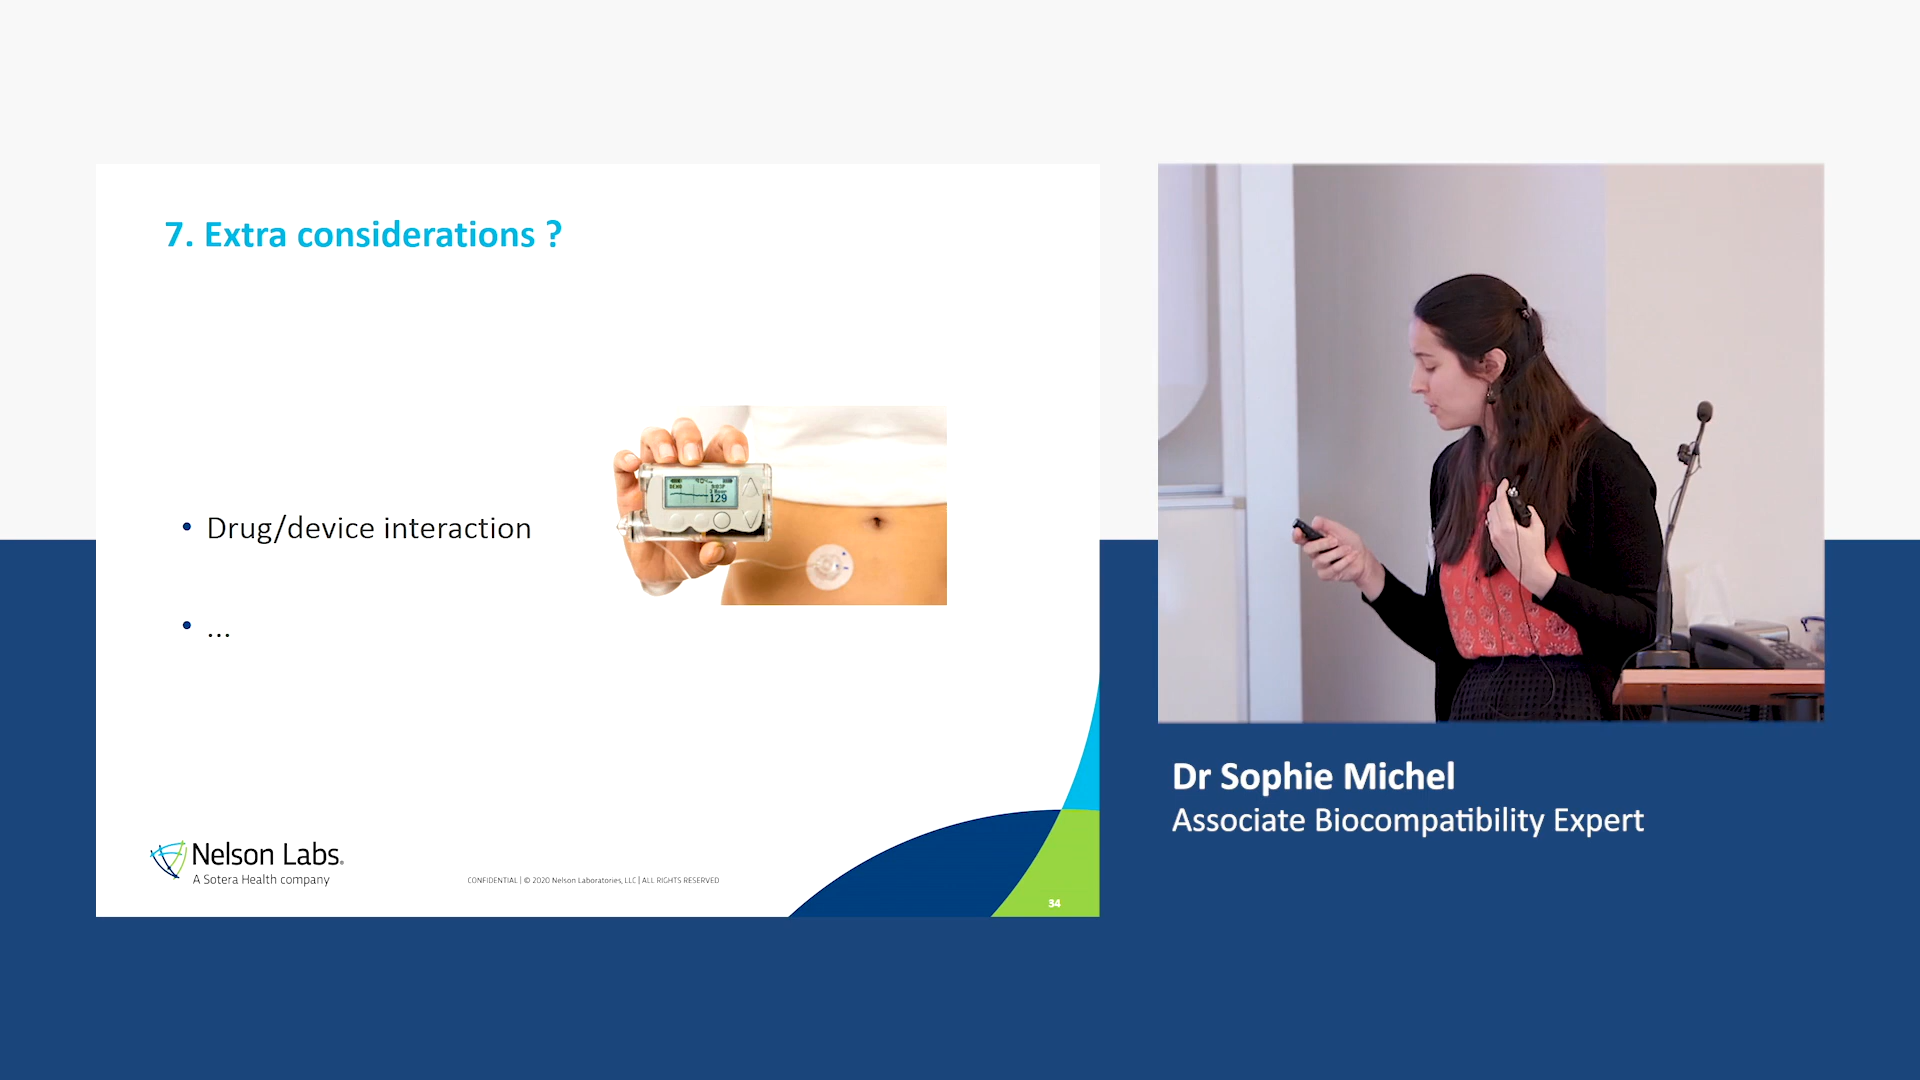 7. Extra considerations ?
129
• Drug/device interaction
• ...
Nelson Labs.
A Sotera Health company
CONFIDENTIAL | © 2020 Nelson Laboratories, LLC | ALL RIGHTS RESERVED
34
Dr Sophie Michel
Associate Biocompatibility Expert